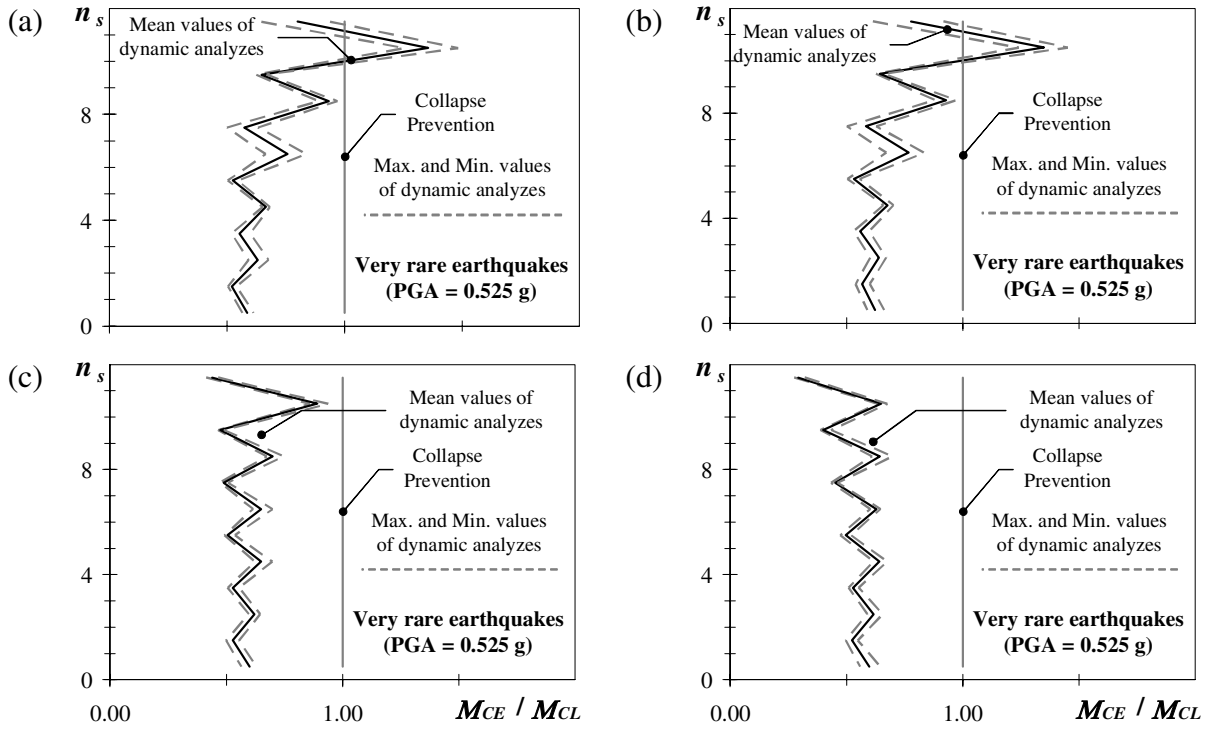 (a)
n s
Mean values of
dynamic analyzes
8
Collapse
Prevention
Max. and Min. values
of dynamic analyzes
4
Very rare earthquakes
(PGA = 0.525 g)
0
(b)
n s
Mean values of
dynamic analyzes
8
Collapse
Prevention
Max. and Min. values
of dynamic analyzes
4
Very rare earthquakes
(PGA = 0.525 g)
0
(c)
n s
Mean values of
dynamic analyzes
8
Collapse
Prevention
Max. and Min. values
of dynamic analyzes
4
Very rare earthquakes
(PGA = 0.525 g)
0
0.00
1.00
MCE / MCL
(d)
n s
Mean values of
dynamic analyzes
8
Collapse
Prevention
Max. and Min. values
of dynamic analyzes
4
Very rare earthquakes
(PGA = 0.525 g)
0
0.00
1.00
MCE / MCL